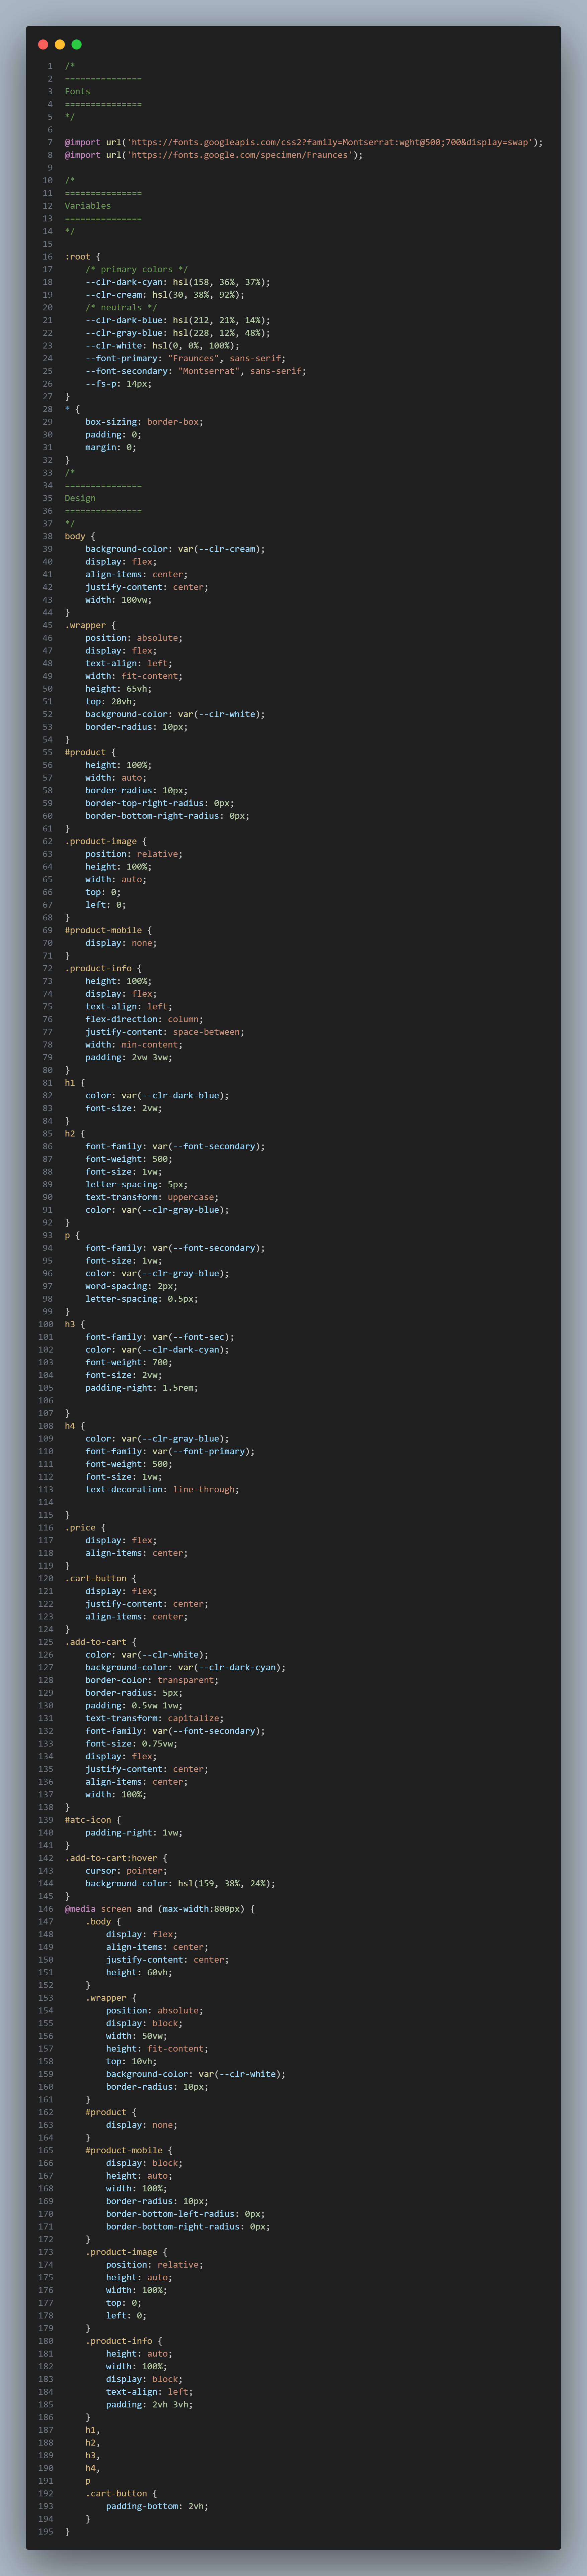 1 /*
2 ===============
3 Fonts
4 ===============
5 */
6
7 @import url('https://fonts.googleapis.com/css2?family=Montserrat:wght@500;700&display=swap');
8 @import url('https://fonts.google.com/specimen/Fraunces');
9
10 /*
11 ===============
12 Variables
13 ===============
14 */
15
16 :root {
17     /* primary colors */
18     --clr-dark-cyan: hsl(158, 36%, 37%);
19     --clr-cream: hsl(30, 38%, 92%);
20     /* neutrals */
21     --clr-dark-blue: hsl(212, 21%, 14%);
22     --clr-gray-blue: hsl(228, 12%, 48%);
23     --clr-white: hsl(0, 0%, 100%);
24     --font-primary: "Fraunces", sans-serif;
25     --font-secondary: "Montserrat", sans-serif;
26     --fs-p: 14px;
27 }
28 * {
29     box-sizing: border-box;
30     padding: 0;
31     margin: 0;
32 }
33 /*
34 ===============
35 Design
36 ===============
37 */
38 body {
39     background-color: var(--clr-cream);
40     display: flex;
41     align-items: center;
42     justify-content: center;
43     width: 100vw;
44 }
45 .wrapper {
46     position: absolute;
47     display: flex;
48     text-align: left;
49     width: fit-content;
50     height: 65vh;
51     top: 20vh;
52     background-color: var(--clr-white);
53     border-radius: 10px;
54 }
55 #product {
56     height: 100%;
57     width: auto;
58     border-radius: 10px;
59     border-top-right-radius: 0px;
60     border-bottom-right-radius: 0px;
61 }
62 .product-image {
63     position: relative;
64     height: 100%;
65     width: auto;
66     top: 0;
67     left: 0;
68 }
69 #product-mobile {
70     display: none;
71 }
72 .product-info {
73     height: 100%;
74     display: flex;
75     text-align: left;
76     flex-direction: column;
77     justify-content: space-between;
78     width: min-content;
79     padding: 2vw 3vw;
80 }
81 h1 {
82     color: var(--clr-dark-blue);
83     font-size: 2vw;
84 }
85 h2 {
86     font-family: var(--font-secondary);
87     font-weight: 500;
88     font-size: 1vw;
89     letter-spacing: 5px;
90     text-transform: uppercase;
91     color: var(--clr-gray-blue);
92 }
93 p {
94     font-family: var(--font-secondary);
95     font-size: 1vw;
96     color: var(--clr-gray-blue);
97     word-spacing: 2px;
98     letter-spacing: 0.5px;
99 }
100 h3 {
101     font-family: var(--font-sec);
102     color: var(--clr-dark-cyan);
103     font-weight: 700;
104     font-size: 2vw;
105     padding-right: 1.5rem;
106
107 }
108 h4 {
109     color: var(--clr-gray-blue);
110     font-family: var(--font-primary);
111     font-weight: 500;
112     font-size: 1vw;
113     text-decoration: line-through;
114
115 }
116 .price {
117     display: flex;
118     align-items: center;
119 }
120 .cart-button {
121     display: flex;
122     justify-content: center;
123     align-items: center;
124 }
125 .add-to-cart {
126     color: var(--clr-white);
127     background-color: var(--clr-dark-cyan);
128     border-color: transparent;
129     border-radius: 5px;
130     padding: 0.5vw 1vw;
131     text-transform: capitalize;
132     font-family: var(--font-secondary);
133     font-size: 0.75vw;
134     display: flex;
135     justify-content: center;
136     align-items: center;
137     width: 100%;
138 }
139 #atc-icon {
140     padding-right: 1vw;
141 }
142 .add-to-cart:hover {
143     cursor: pointer;
144     background-color: hsl(159, 38%, 24%);
145 }
146 @media screen and (max-width:800px) {
147     .body {
148         display: flex;
149         align-items: center;
150         justify-content: center;
151         height: 60vh;
152     }
153     .wrapper {
154         position: absolute;
155         display: block;
156         width: 50vw;
157         height: fit-content;
158         top: 10vh;
159         background-color: var(--clr-white);
160         border-radius: 10px;
161     }
162     #product {
163         display: none;
164     }
165     #product-mobile {
166         display: block;
167         height: auto;
168         width: 100%;
169         border-radius: 10px;
170         border-bottom-left-radius: 0px;
171         border-bottom-right-radius: 0px;
172     }
173     .product-image {
174         position: relative;
175         height: auto;
176         width: 100%;
177         top: 0;
178         left: 0;
179     }
180     .product-info {
181         height: auto;
182         width: 100%;
183         display: block;
184         text-align: left;
185         padding: 2vh 3vh;
186     }
187     h1,
188     h2,
189     h3,
190     h4,
191     p
192     .cart-button {
193         padding-bottom: 2vh;
194     }
195 }